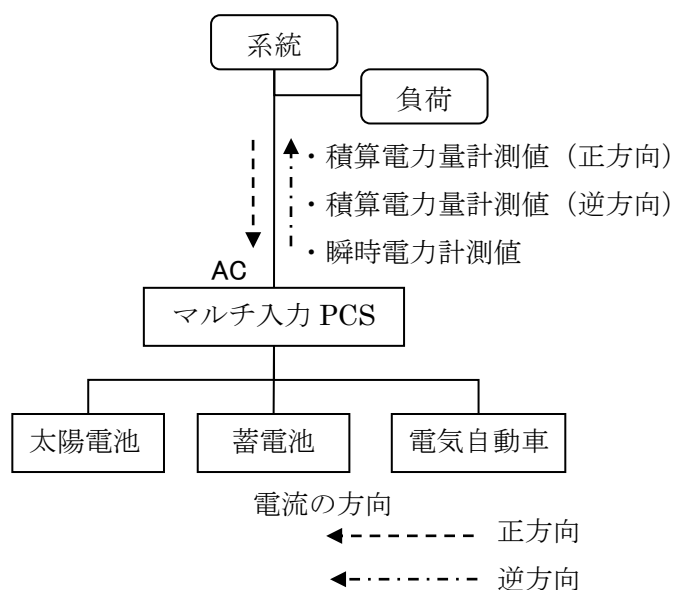 系統
負荷
・積算電力量計測値（正方向）
・積算電力量計測値（逆方向）
・瞬時電力計測値
AC
マルチ入力 PCS
太陽電池
蓄電池
電気自動車
電流の方向
正方向
逆方向